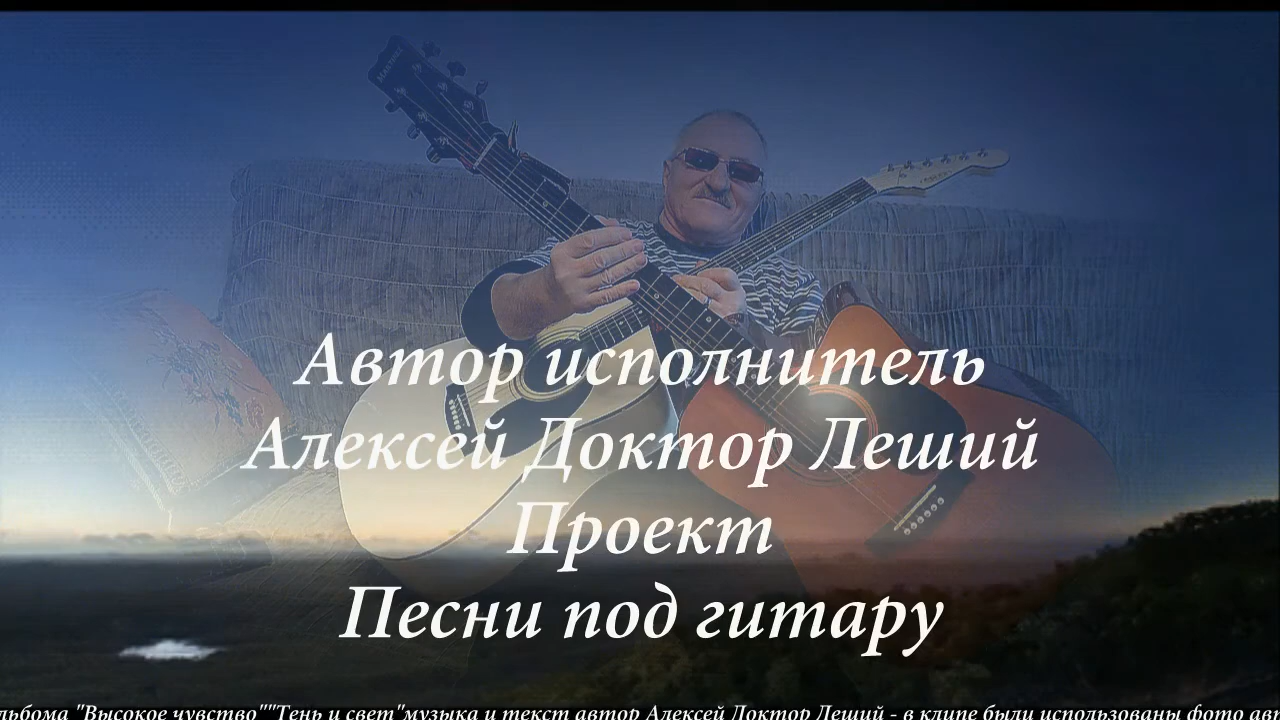 Автор исполнитель
Алексей Доктор Леший
Проект
Песни под гитару
льбома "Высокое чувство""Тень и свет"музыка и текст автор Алексей Доктор Леший - в клипе были использованы фото авт